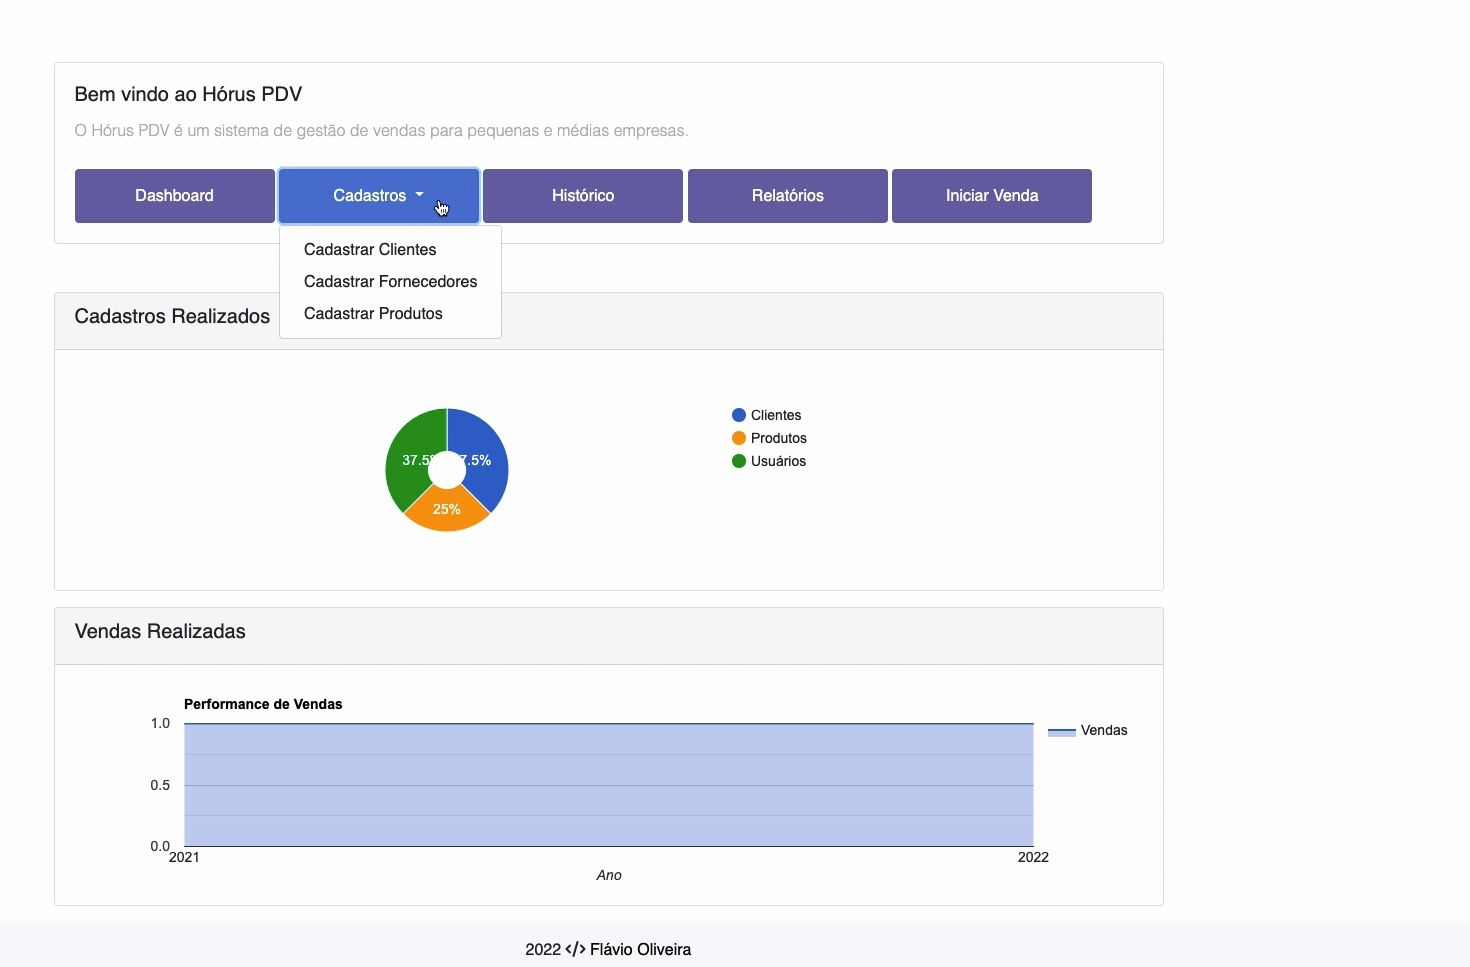 Bem vindo ao Hórus PDV
O Hórus PDV é um sistema de gestão de vendas para pequenas e médias empresas.
Dashboard Cadastros Histórico Relatórios Iniciar Venda
Cadastrar Clientes
Cadastrar Fornecedores
Cadastrar Produtos
Cadastros Realizados
Clientes
Produtos
Usuários
37.5 7.5%
25%
Vendas Realizadas
Performance de Vendas
1.0
Vendas
0.5
0.0
2021 2022
Ano
2022 </> Flávio Oliveira